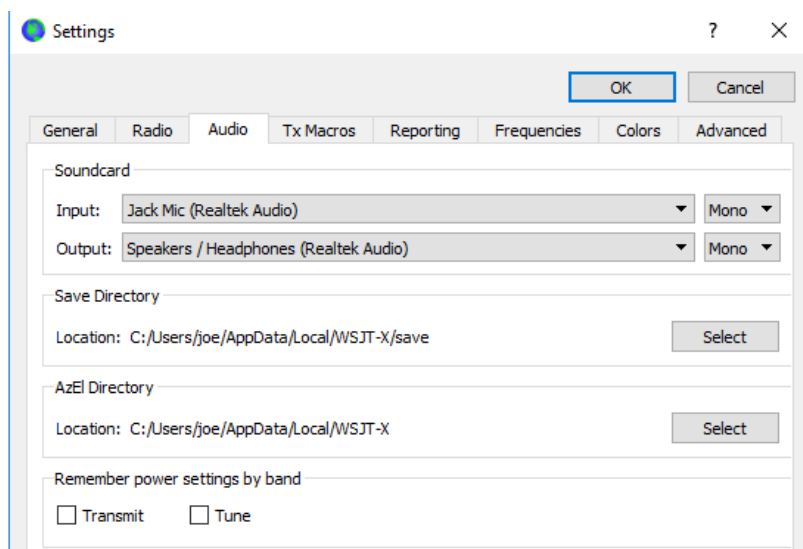 Settings
?
OK Cancel
General Radio Audio Tx Macros Reporting Frequencies Colors Advanced
Soundcard
Input: Jack Mic (Realtek Audio) Mono
Output: Speakers / Headphones (Realtek Audio) Mono
Save Directory
Location: C:/Users/joe/AppData/Local/WSJT-X/save Select
AzEl Directory
Location: C:/Users/joe/AppData/Local/WSJT-X Select
Remember power settings by band
Transmit Tune